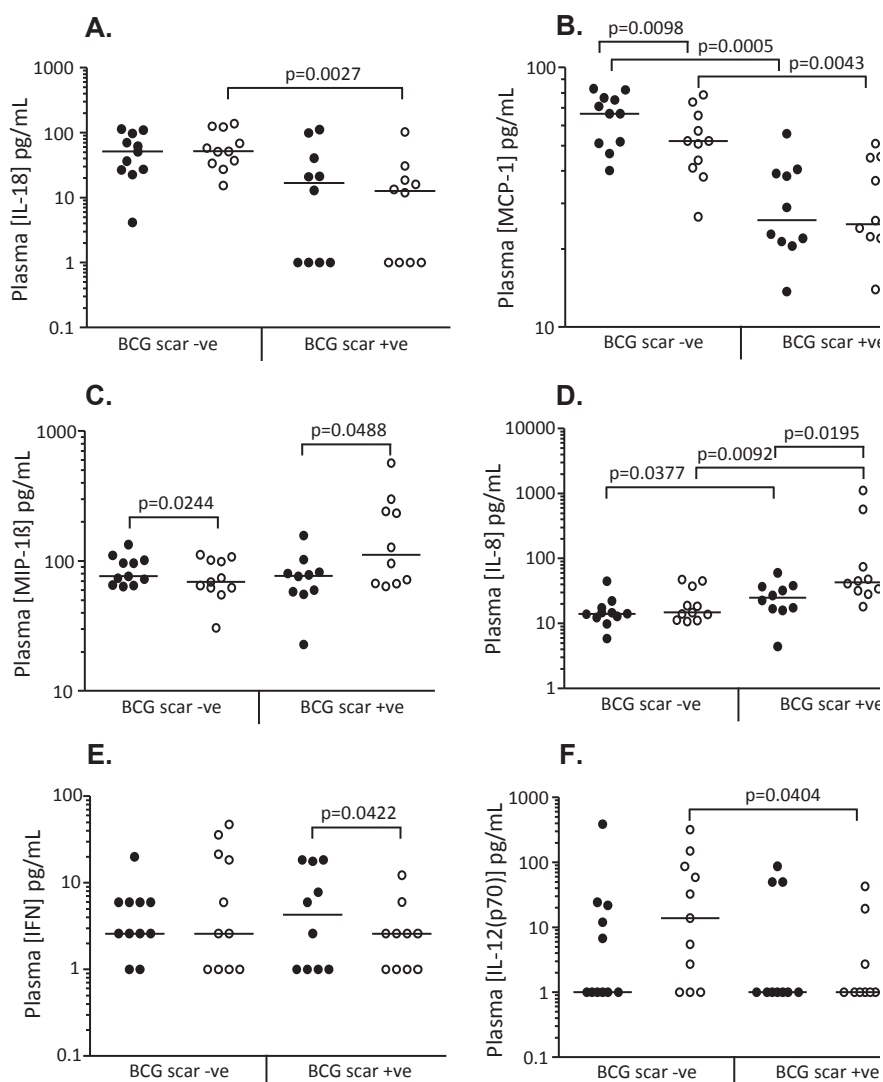 A.
p=0.0027
Plasma [IL-18] pg/mL
1000
100
10
1
0.1
BCG scar -ve
BCG scar +ve
B.
p=0.0098
p=0.0005
p=0.0043
Plasma [MCP-1] pg/mL
100
10
BCG scar -ve
BCG scar +ve
C.
p=0.0488
p=0.0244
Plasma [MIP-1ß] pg/mL
1000
100
10
BCG scar -ve
BCG scar +ve
D.
p=0.0195
p=0.0092
p=0.0377
Plasma [IL-8] pg/mL
10000
1000
100
10
1
BCG scar -ve
BCG scar +ve
E.
p=0.0422
Plasma [IFN] pg/mL
100
10
1
0.1
BCG scar -ve
BCG scar +ve
F.
p=0.0404
Plasma [IL-12(p70)] pg/mL
1000
100
10
1
0.1
BCG scar -ve
BCG scar +ve